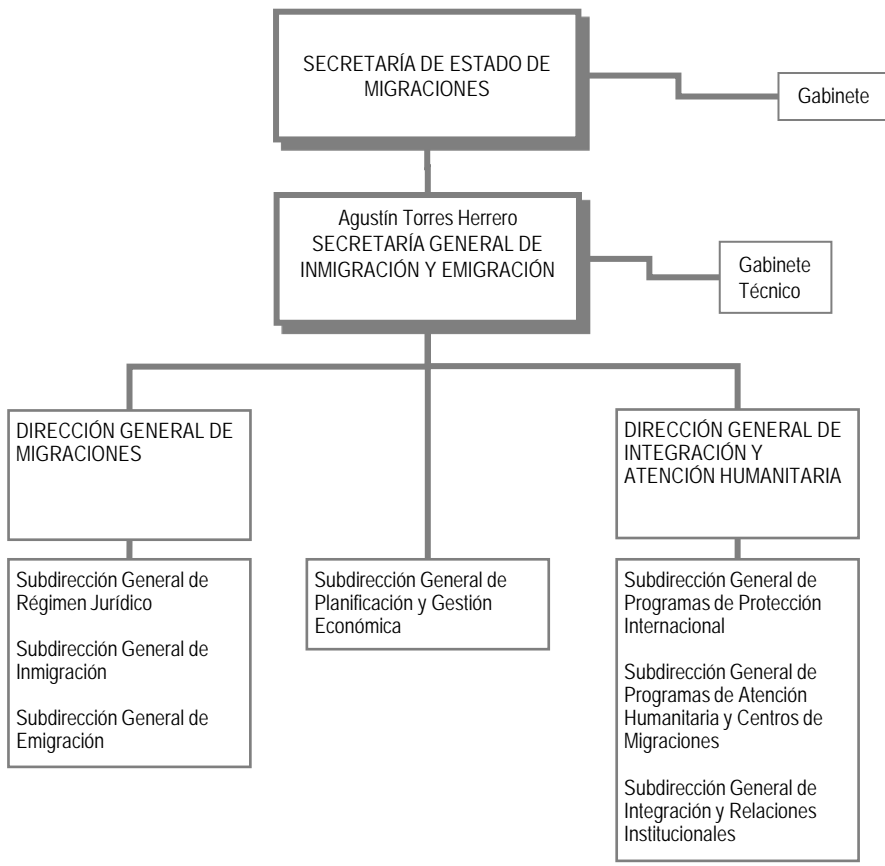 SECRETARÍA DE ESTADO DE
MIGRACIONES
Gabinete
Agustín Torres Herrero
SECRETARÍA GENERAL DE
INMIGRACIÓN Y EMIGRACIÓN
Gabinete
Técnico
DIRECCIÓN GENERAL DE
MIGRACIONES
DIRECCIÓN GENERAL DE
INTEGRACIÓN Y
ATENCIÓN HUMANITARIA
Subdirección General de
Régimen Jurídico
Subdirección General de
Inmigración
Subdirección General de
Emigración
Subdirección General de
Planificación y Gestión
Económica
Subdirección General de
Programas de Protección
Internacional
Subdirección General de
Programas de Atención
Humanitaria y Centros de
Migraciones
Subdirección General de
Integración y Relaciones
Institucionales